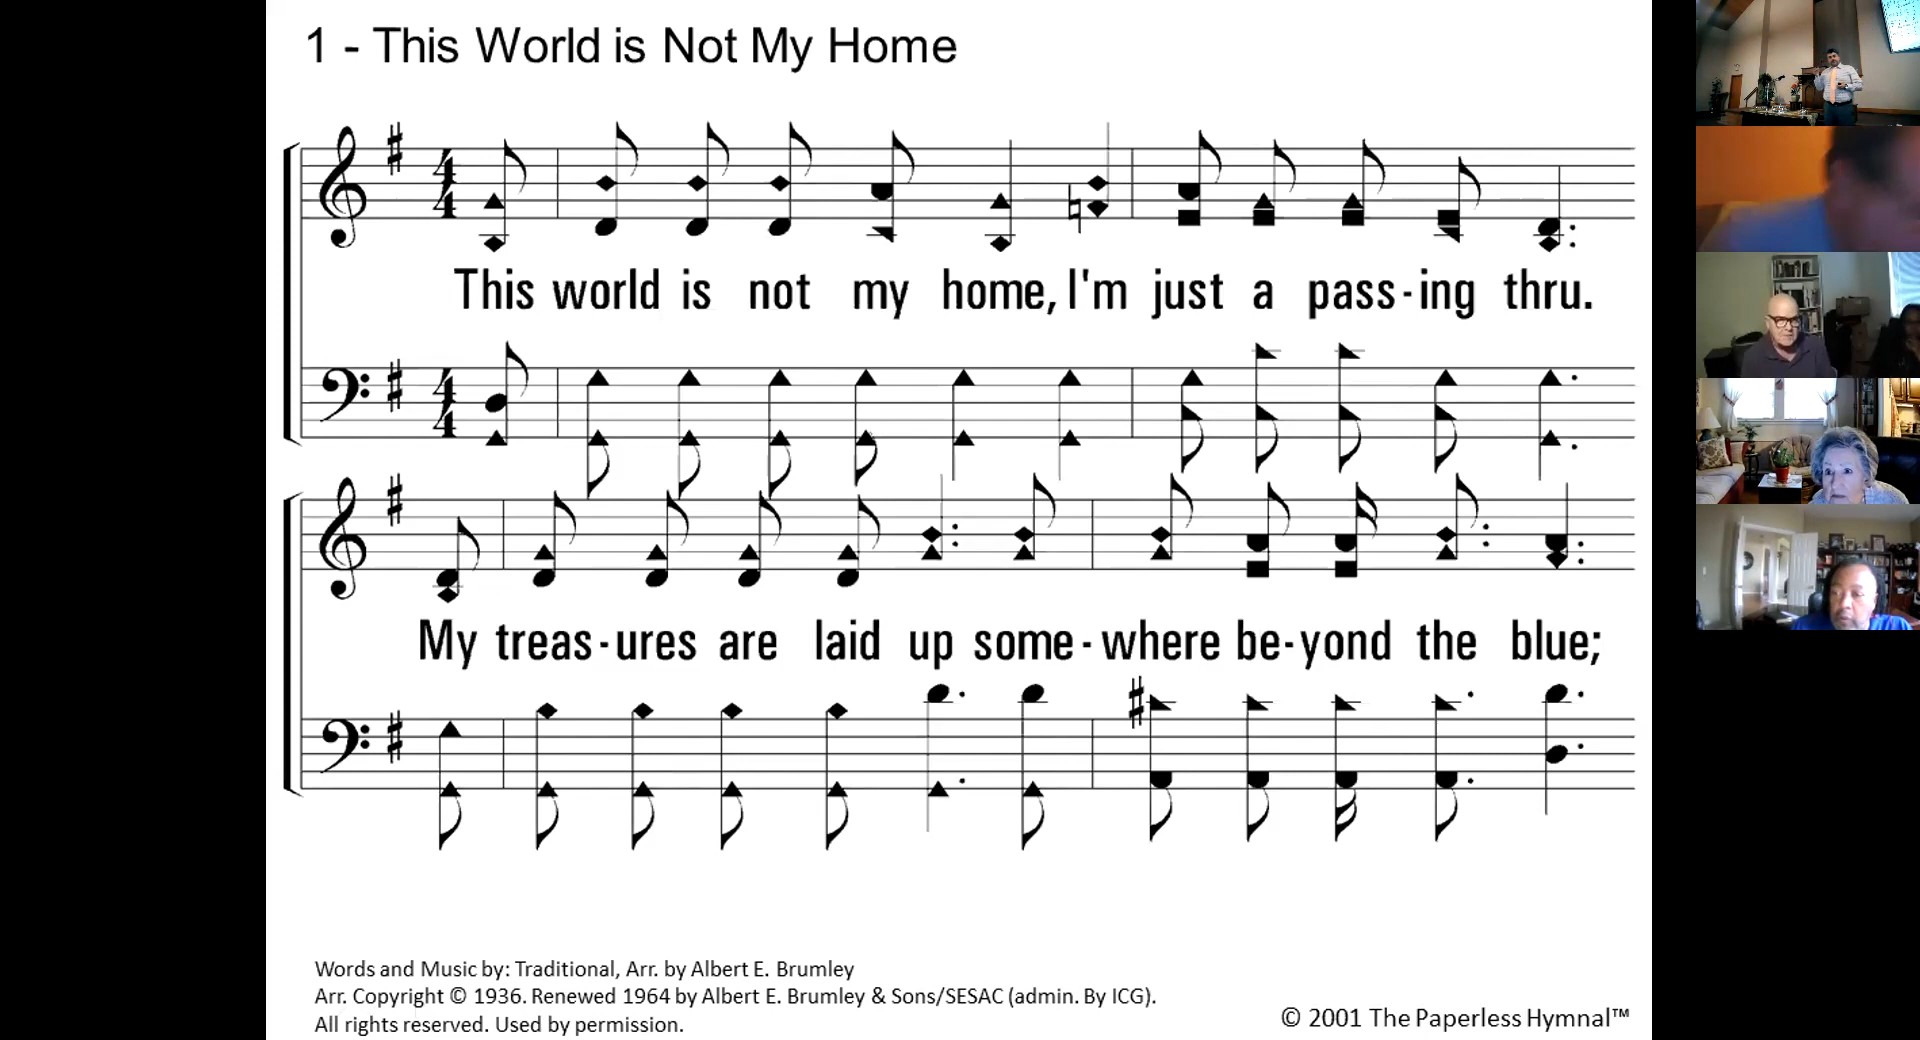 1 - This World is Not My Home
This world is not my home, I'm just a pass-ing thru.
My treas-ures are laid up some-where be-yond the blue;
Words and Music by: Traditional, Arr. by Albert E. Brumley
Arr. Copyright © 1936. Renewed 1964 by Albert E. Brumley & Sons/SESAC (admin. By ICG).
All rights reserved. Used by permission.
© 2001 The Paperless Hymnal™